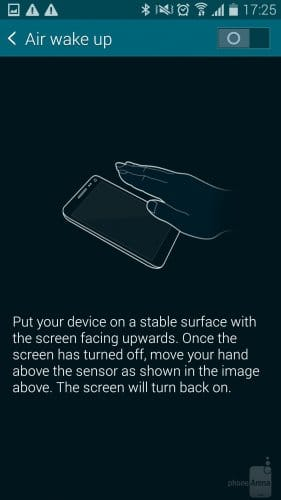 17:25
Air wake up
Put your device on a stable surface with
the screen facing upwards. Once the
screen has turned off, move your hand
above the sensor as shown in the image
above. The screen will turn back on.
phoneArena